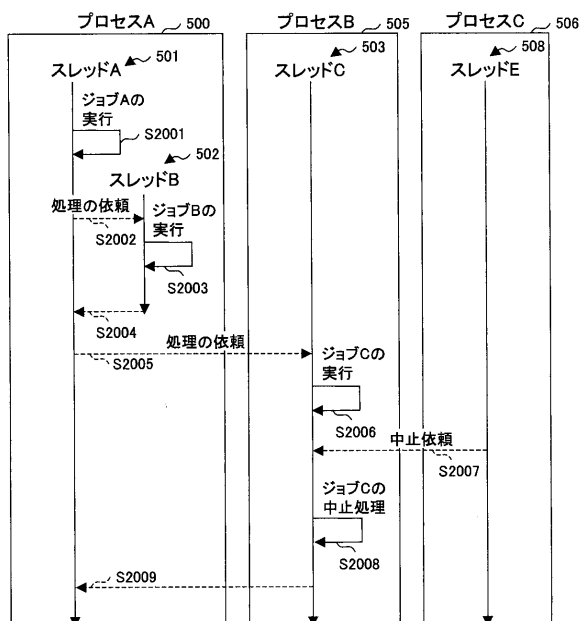 プロセスA 500
プロセスB 505
プロセスC 506
スレッドA 501
スレッドC 503
スレッドE 508
ジョブAの
実行
S2001
スレッドB 502
処理の依頼
S2002
ジョブBの
実行
S2003
S2004
処理の依頼
S2005
ジョブCの
実行
S2006
中止依頼
S2007
ジョブCの
中止処理
S2008
S2009